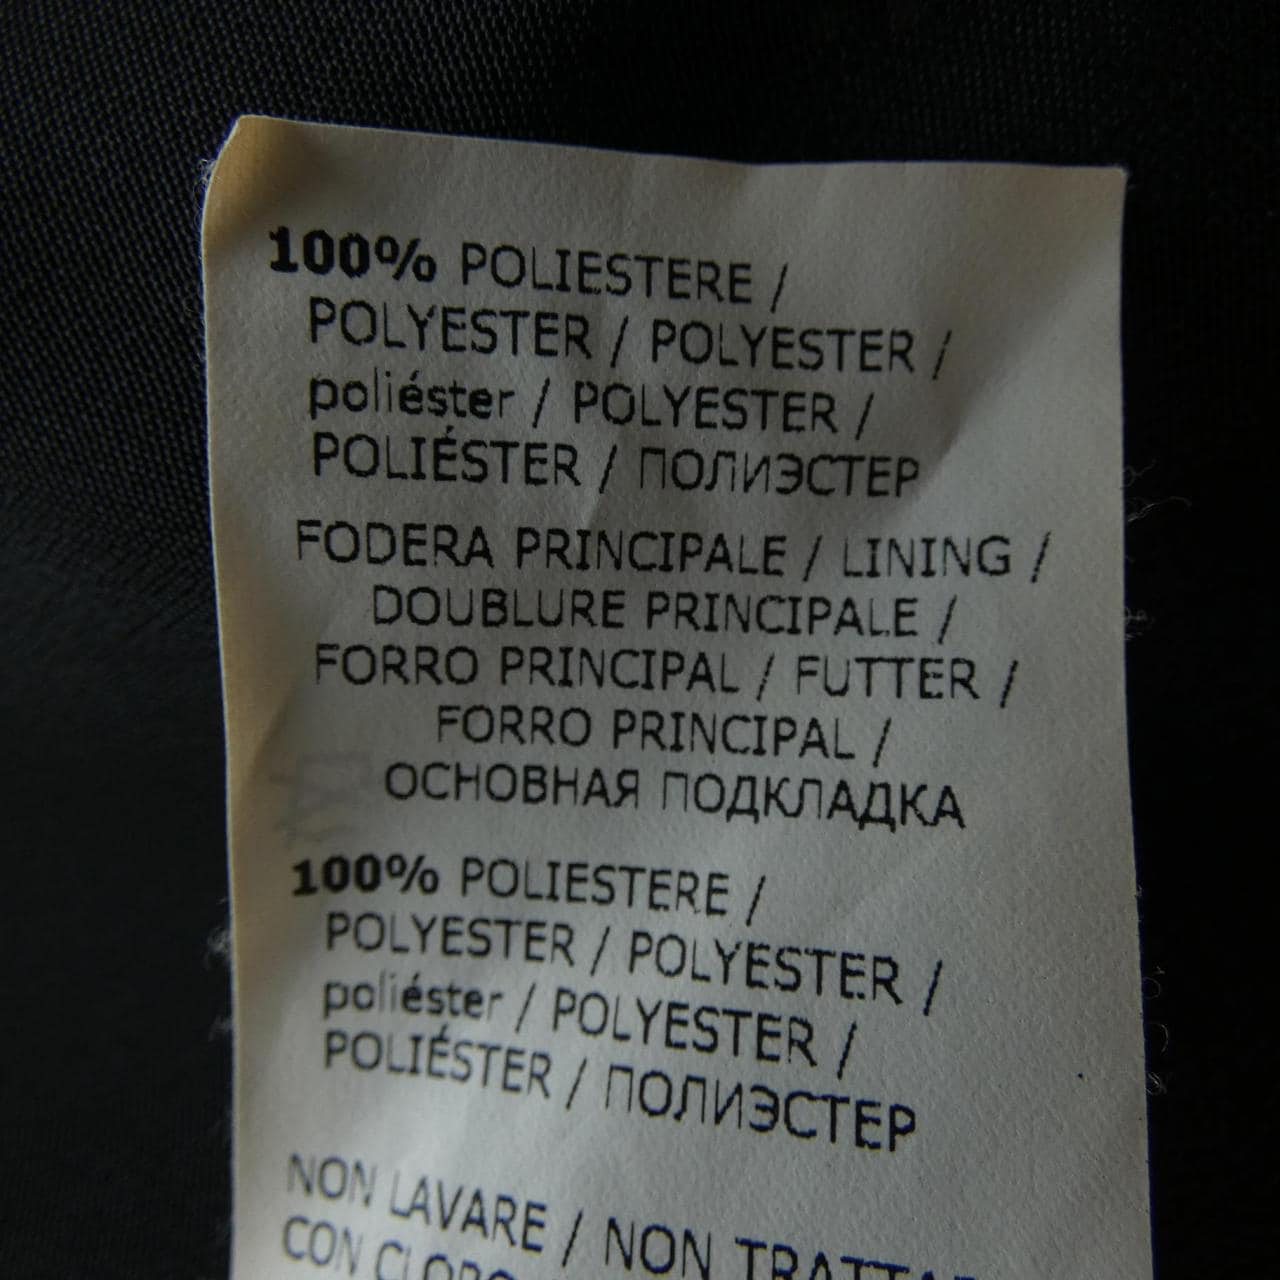 100% POLIESTERE /
POLYESTER / POLYESTER /
poliéster / POLYESTER /
POLIÉSTER / ПОЛИЭСТЕР
FODERA PRINCIPALE / LINING /
DOUBLURE PRINCIPALE /
FORRO PRINCIPAL / FUTTER /
FORRO PRINCIPAL /
ОСНОВНАЯ ПОДКЛАДКА
100% POLIESTERE /
POLYESTER / POLYESTER /
poliéster / POLYESTER /
POLIÉSTER / ПОЛИЭСТЕР
NON LAVARE / NON
CON